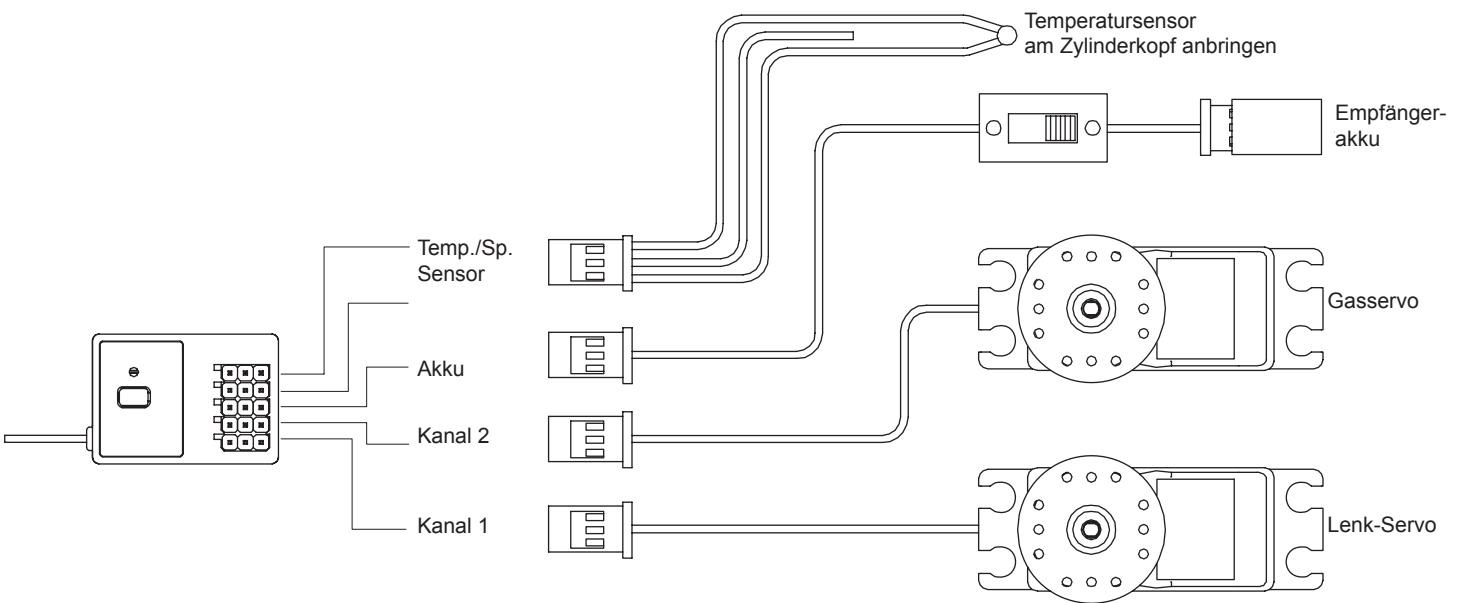 Temperatursensor
am Zylinderkopf anbringen
Empfänger-
akku
Temp./Sp.
Sensor
Gasservo
Akku
Kanal 2
Kanal 1
Lenk-Servo